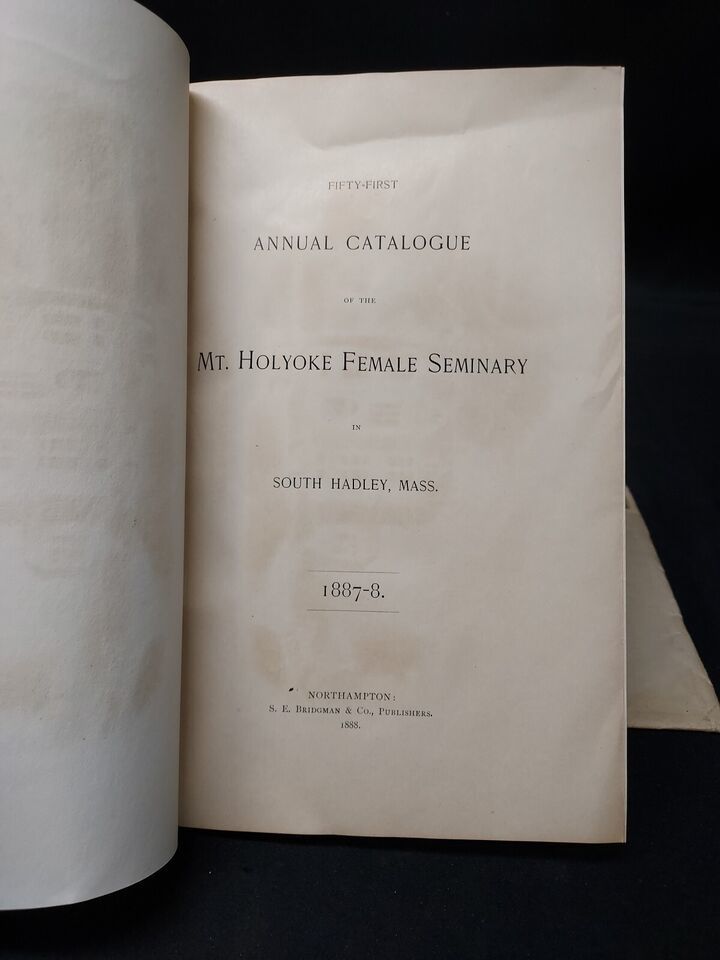 FIFTY-FIRST
ANNUAL CATALOGUE
OF THE
MT. HOLYOKE FEMALE SEMINARY
IN
SOUTH HADLEY, MASS.
1887-8.
NORTHAMPTON:
S. E. BRIDGMAN & CO., PUBLISHERS.
1888.